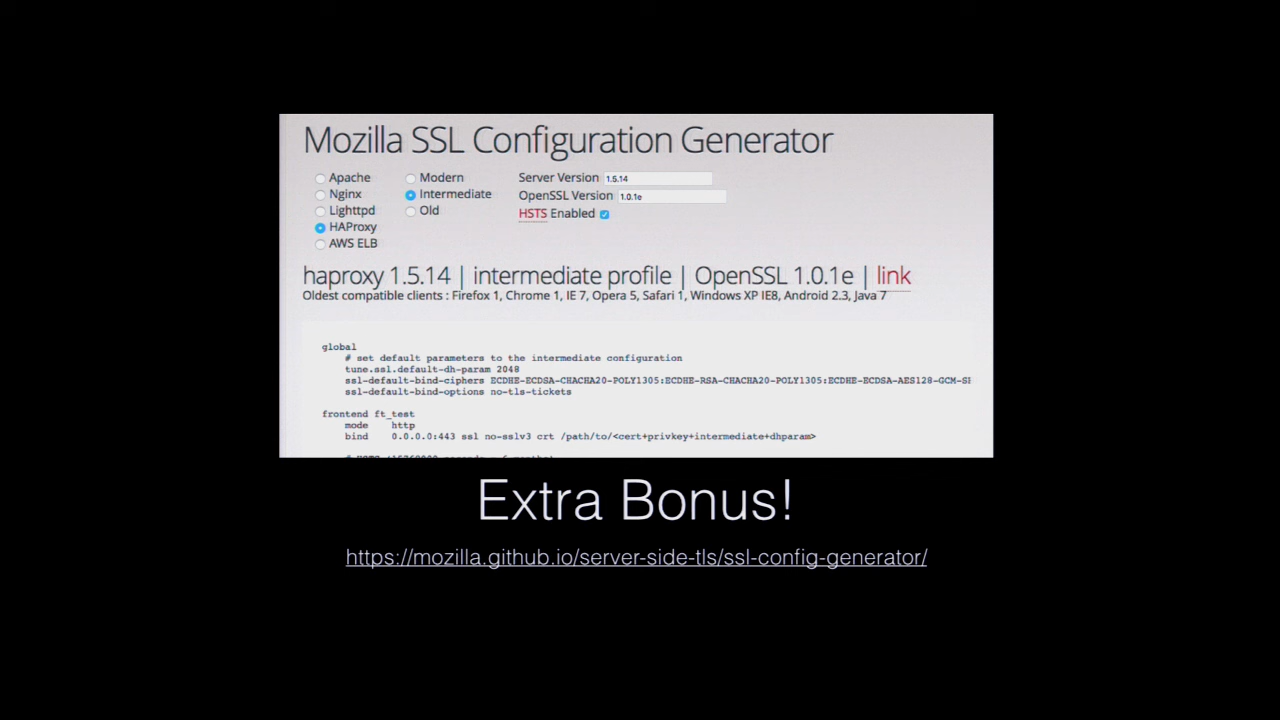 Mozilla SSL Configuration Generator
Apache
Modern
Server Version 1.5.14
Nginx
Intermediate
OpenSSL Version 1.0.1e
Lighttpd
Old
HSTS Enabled
HAProxy
AWS ELB
haproxy 1.5.14 | intermediate profile | OpenSSL 1.0.1e | link
Oldest compatible clients : Firefox 1, Chrome 1, IE 7, Opera 5, Safari 1, Windows XP IE8, Android 2.3, Java 7
global
# set default parameters to the intermediate configuration
tune.ssl.default-dh-param 2048
ssl-default-bind-ciphers ECDHE-ECDSA-CHACHA20-POLY1305:ECDHE-RSA-CHACHA20-POLY1305:ECDHE-ECDSA-AES128-GCM-
ssl-default-bind-options no-tls-tickets
frontend ft_test
mode http
bind 0.0.0.0:443 ssl no-sslv3 crt /path/to/<cert+privkey+intermediate+dhparam>
Extra Bonus!
https://mozilla.github.io/server-side-tls/ssl-config-generator/